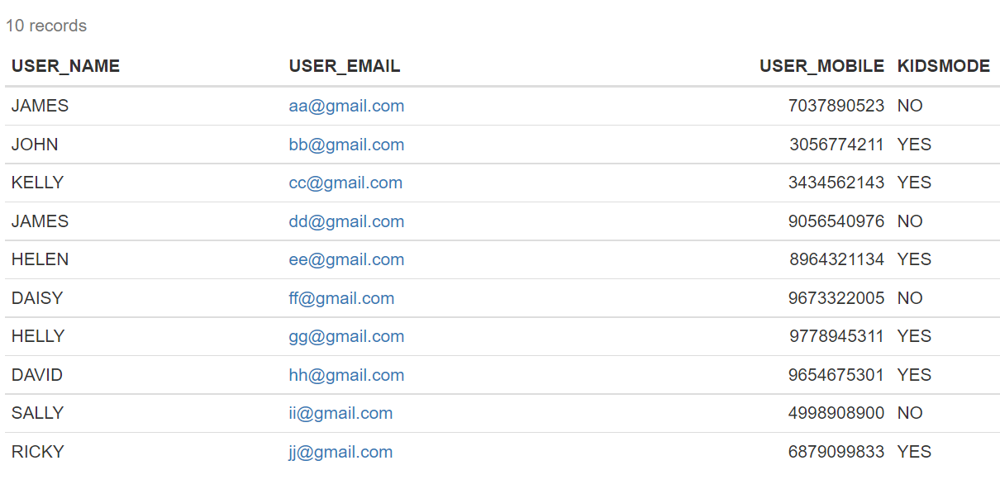 10 records
USER_NAME USER_EMAIL USER_MOBILE KIDSMODE
JAMES aa@gmail.com 7037890523 NO
JOHN bb@gmail.com 3056774211 YES
KELLY cc@gmail.com 3434562143 YES
JAMES dd@gmail.com 9056540976 NO
HELEN ee@gmail.com 8964321134 YES
DAISY ff@gmail.com 9673322005 NO
HELLY gg@gmail.com 9778945311 YES
DAVID hh@gmail.com 9654675301 YES
SALLY ii@gmail.com 4998908900 NO
RICKY jj@gmail.com 6879099833 YES